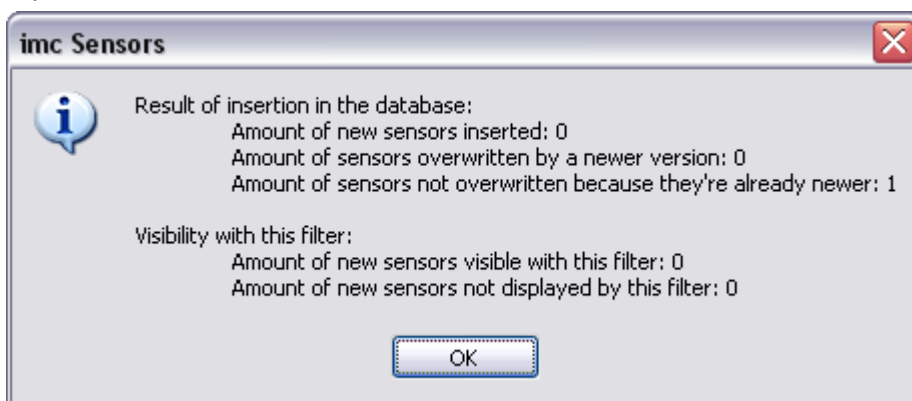 imc Sensors
Result of insertion in the database:
Amount of new sensors inserted: 0
Amount of sensors overwritten by a newer version: 0
Amount of sensors not overwritten because they're already newer: 1
Visibility with this filter:
Amount of new sensors visible with this filter: 0
Amount of new sensors not displayed by this filter: 0
OK